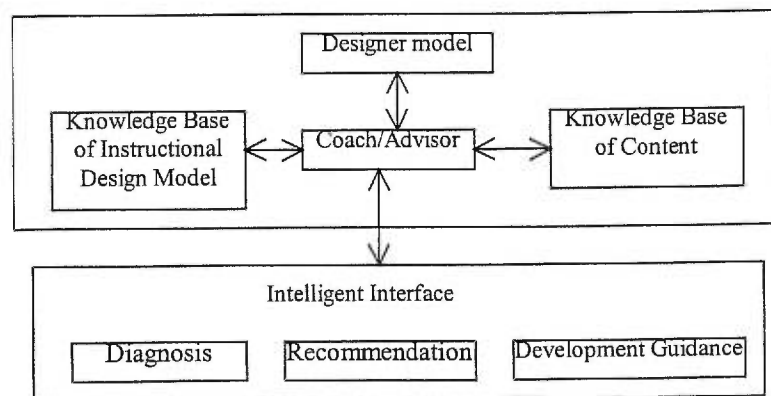 Designer model
Knowledge Base
of Instructional
Design Model
Coach/Advisor
Knowledge Base
of Content
Intelligent Interface
Diagnosis
Recommendation
Development Guidance